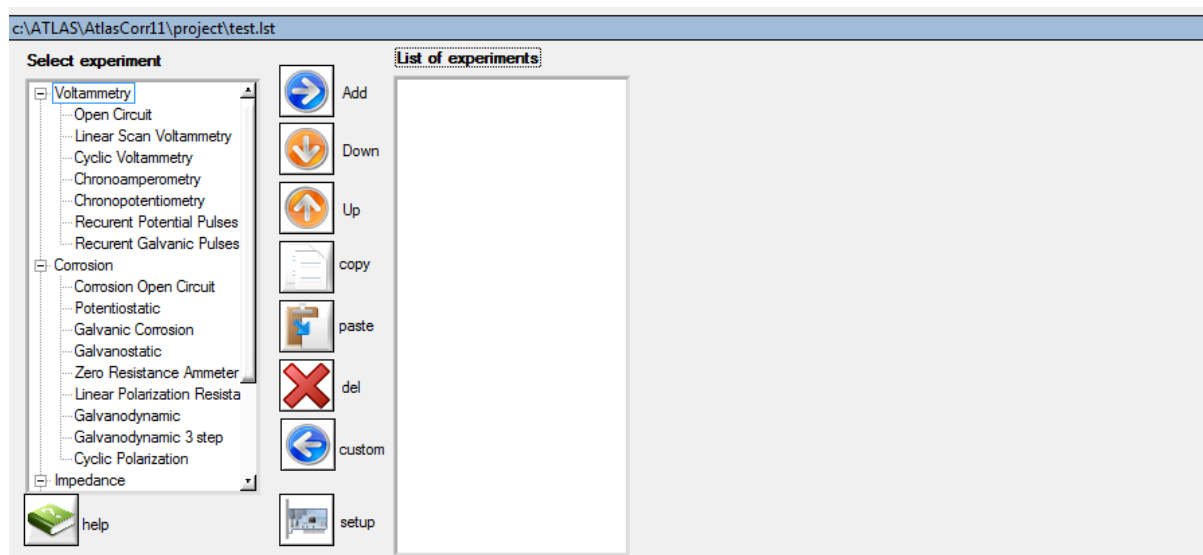 c:\ATLAS\AtlasCorr11\project\test.lst
Select experiment
Voltammetry
Open Circuit
Linear Scan Voltammetry
Cyclic Voltammetry
Chronoamperometry
Chronopotentiometry
Recurent Potential Pulses
Recurent Galvanic Pulses
Corrosion
Corrosion Open Circuit
Potentiostatic
Galvanic Corrosion
Galvanostatic
Zero Resistance Ammeter
Linear Polarization Resista
Galvanodynamic
Galvanodynamic 3 step
Cyclic Polarization
Impedance
help
Add
Down
Up
copy
paste
del
custom
setup
List of experiments